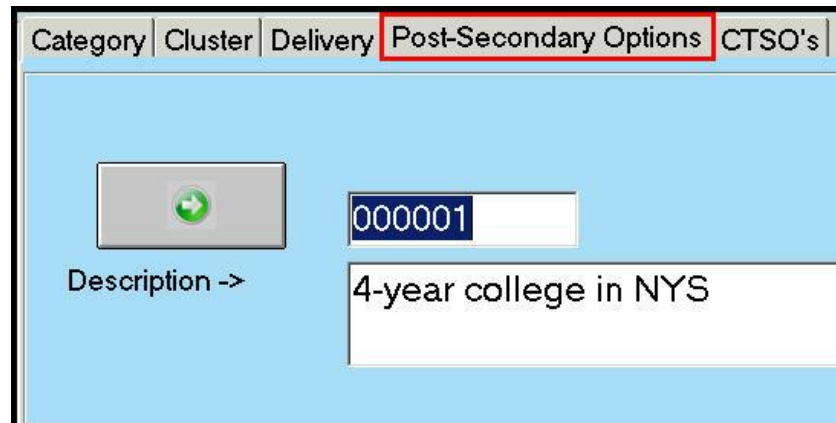 Category Cluster Delivery Post-Secondary Options CTSO's
000001
Description ->
4-year college in NYS